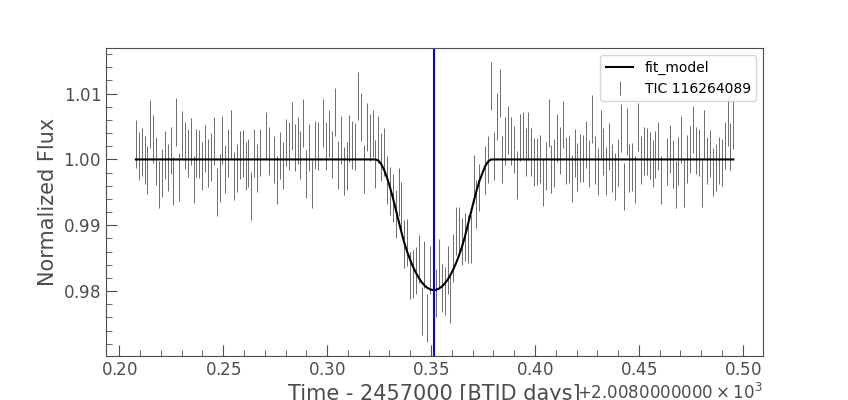 fit_model
TIC 116264089
1.01
1.00
0.99
0.98
Normalized Flux
0.20 0.25 0.30 0.35 0.40 0.45 0.50
Time - 2457000 [BTJD days]
+2.0080000000 × 10³